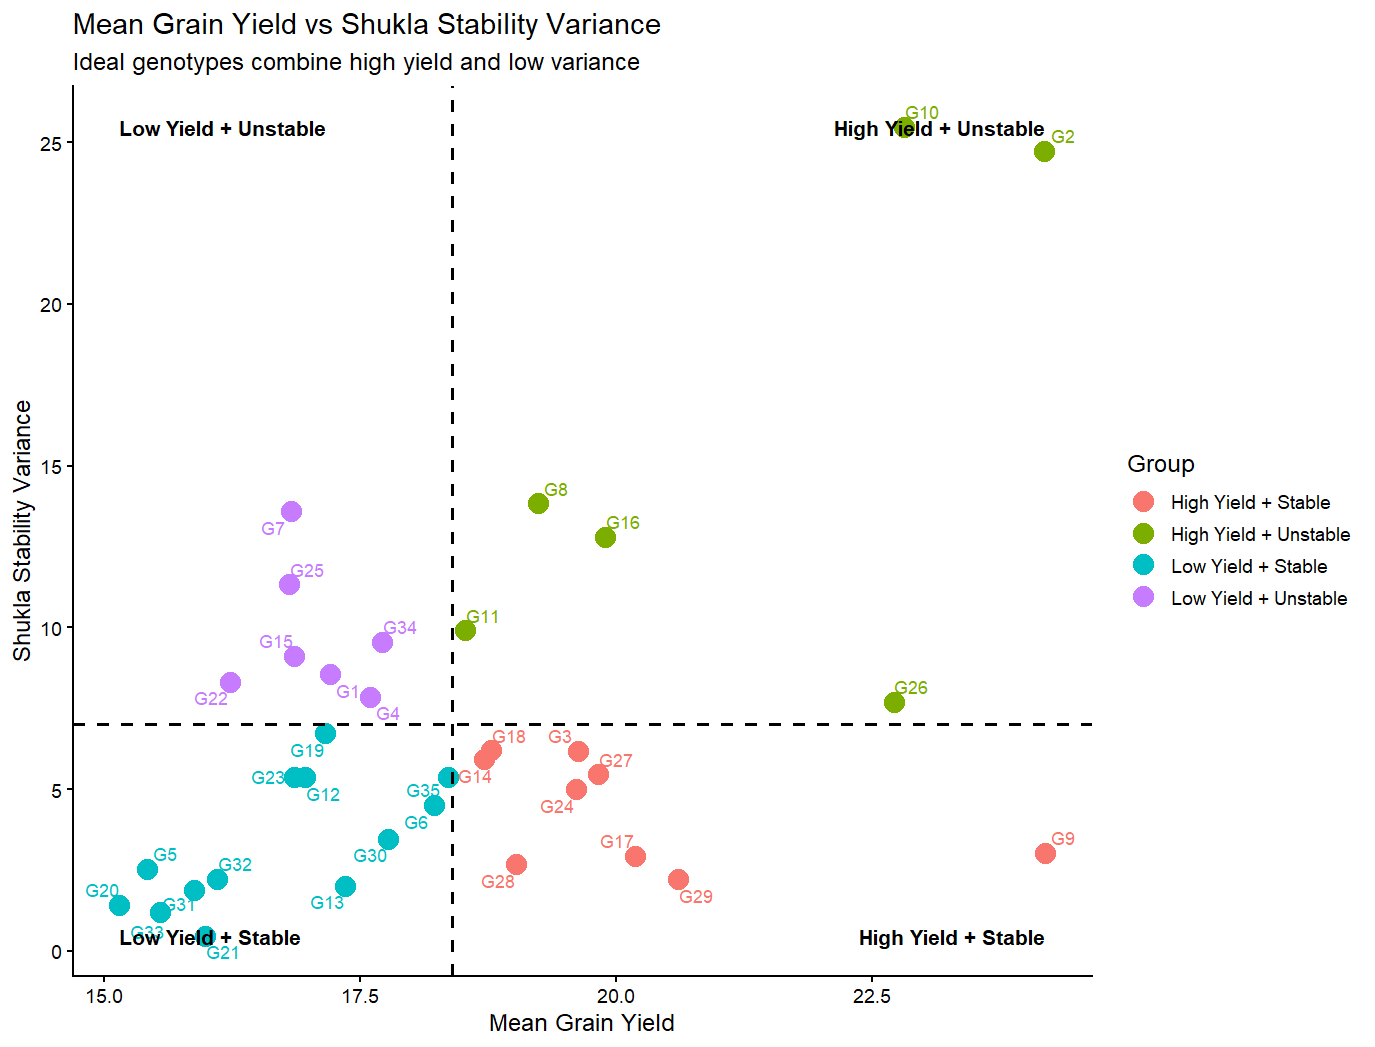 Mean Grain Yield vs Shukla Stability Variance
Ideal genotypes combine high yield and low variance
Low Yield + Unstable
High Yield + Unstable
G10
G2
25
20
15
10
5
0
Shukla Stability Variance
G8
G16
G7
G25
G11
G34
G15
G1
G22
G4
G26
G19
G18
G3
G27
G23
G12
G14
G35
G24
G6
G30
G17
G9
G5
G32
G28
G29
G20
G31
G13
G33
G21
Low Yield + Stable
High Yield + Stable
15.0
17.5
20.0
22.5
Mean Grain Yield
Group
High Yield + Stable
High Yield + Unstable
Low Yield + Stable
Low Yield + Unstable